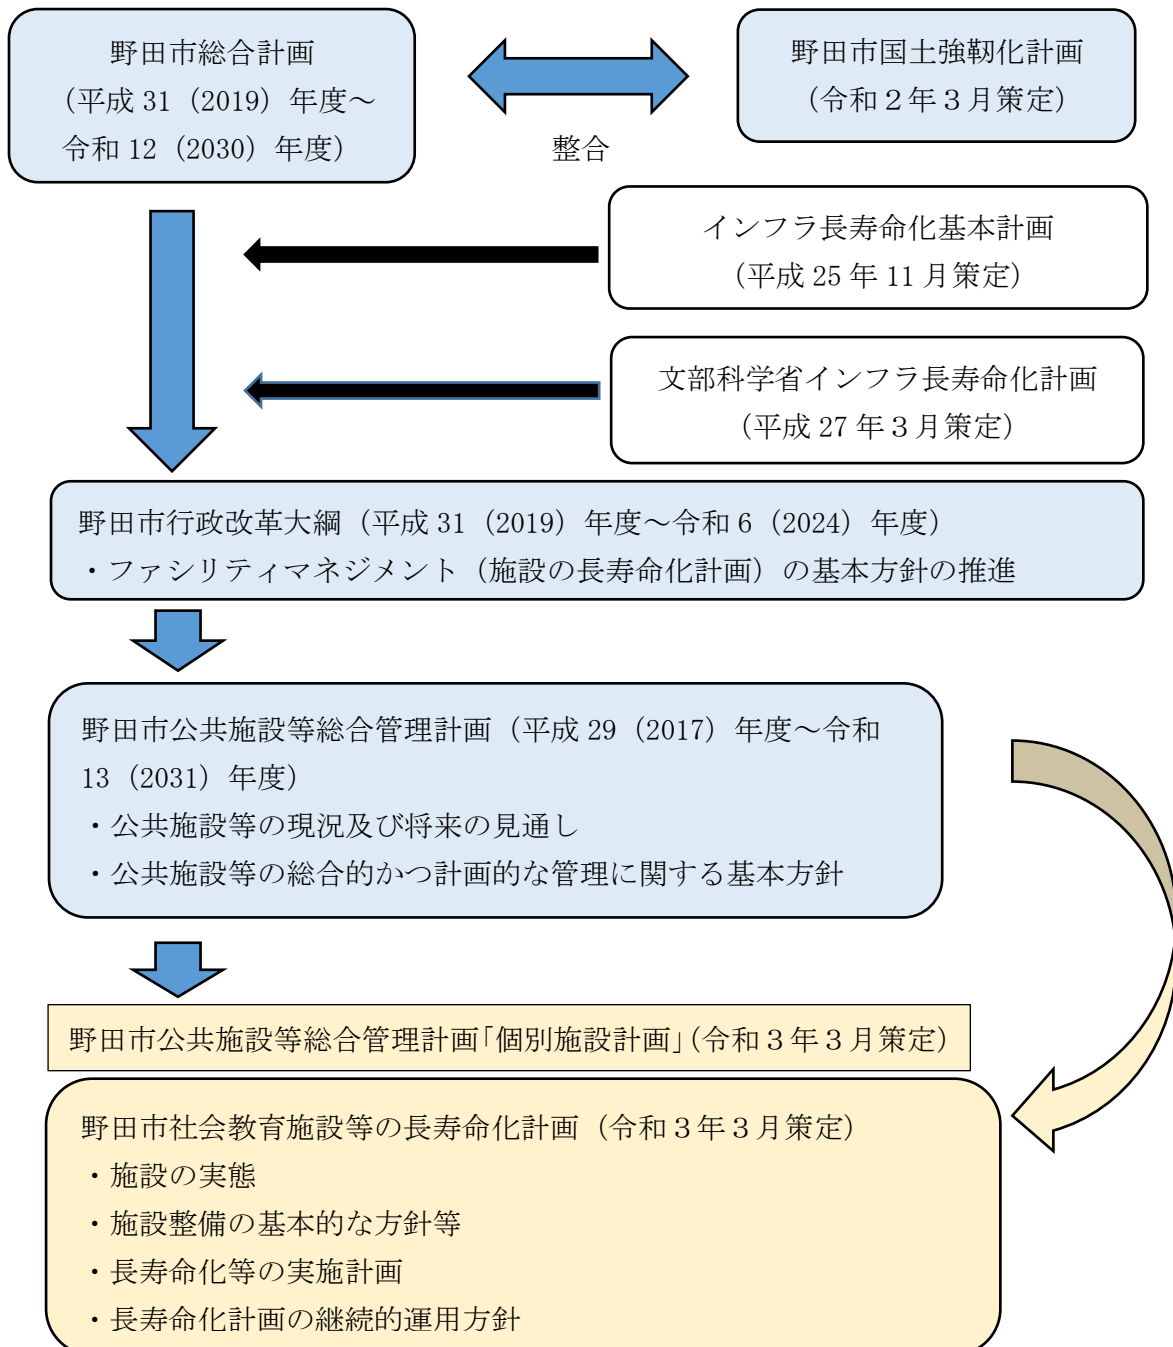 野田市総合計画
（平成 31（2019）年度～
令和 12（2030）年度）
整合
野田市国土強靭化計画
（令和２年３月策定）
インフラ長寿命化基本計画
（平成 25 年 11 月策定）
文部科学省インフラ長寿命化計画
（平成 27 年３月策定）
野田市行政改革大綱（平成 31（2019）年度～令和 6（2024）年度）
・ファシリティマネジメント（施設の長寿命化計画）の基本方針の推進
野田市公共施設等総合管理計画（平成 29（2017）年度～令和
13（2031）年度）
・公共施設等の現況及び将来の見通し
・公共施設等の総合的かつ計画的な管理に関する基本方針
野田市公共施設等総合管理計画「個別施設計画」（令和３年３月策定）
野田市社会教育施設等の長寿命化計画（令和３年３月策定）
・施設の実態
・施設整備の基本的な方針等
・長寿命化等の実施計画
・長寿命化計画の継続的運用方針